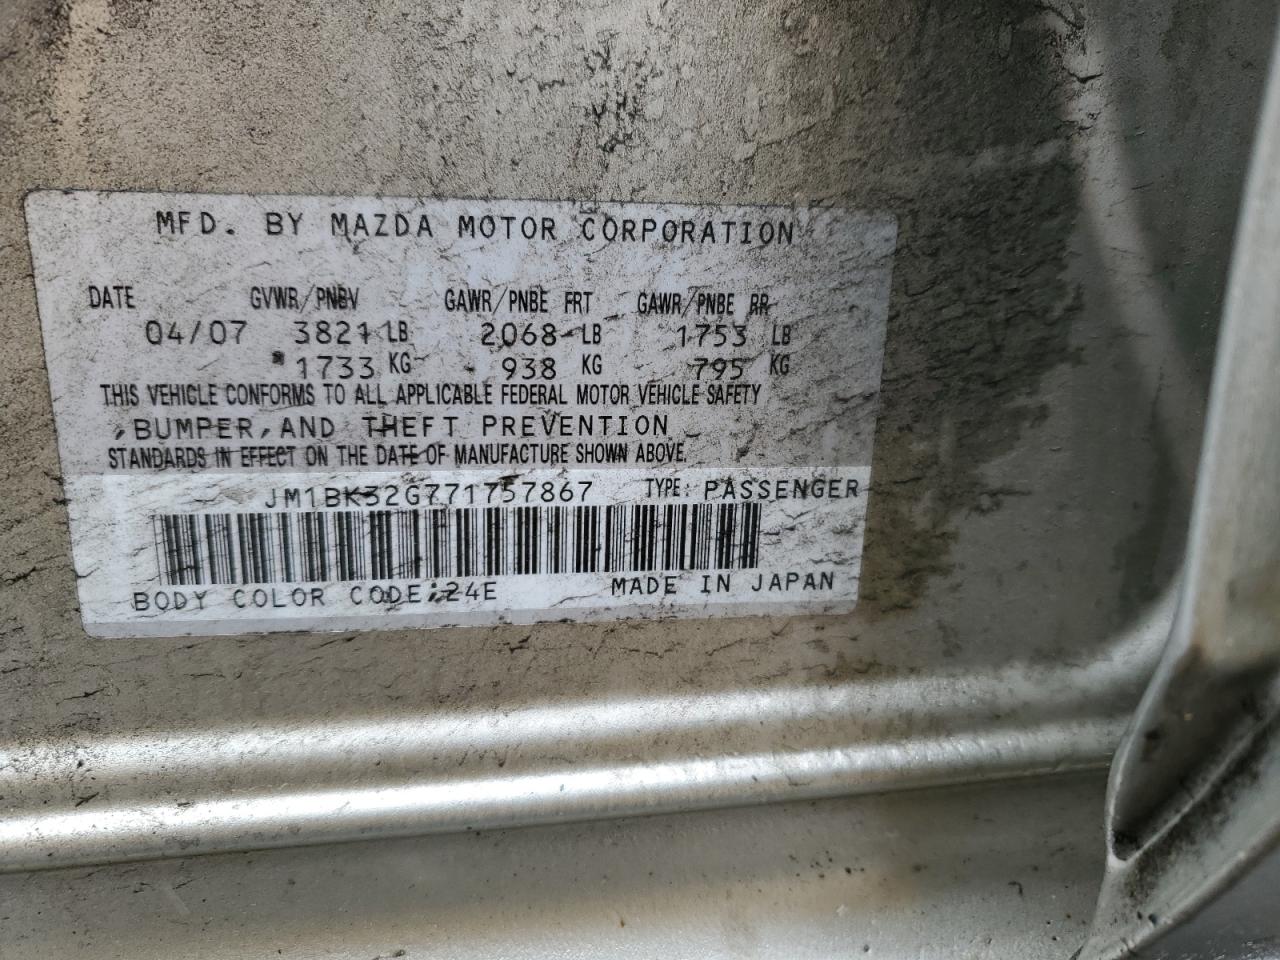 MFD. BY MAZDA MOTOR CORPORATION
DATE GVWR/PNBV GAWR/PNBE FRT GAWR/PNBE RR
04/07 3821 LB 2068 LB 1753 LB
1733 KG 938 KG 795 KG
THIS VEHICLE CONFORMS TO ALL APPLICABLE FEDERAL MOTOR VEHICLE SAFETY
,BUMPER,AND THEFT PREVENTION
STANDARDS IN EFFECT ON THE DATE OF MANUFACTURE SHOWN ABOVE.
JM1BK32G771757867 TYPE: PASSENGER
BODY COLOR CODE:24E MADE IN JAPAN